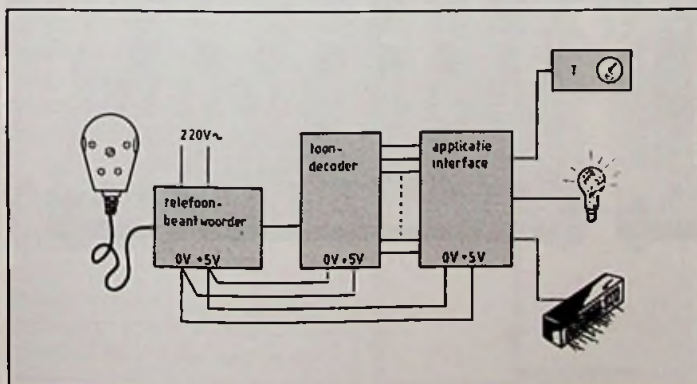 220V~
telefoon-
beantwoorder
0V +5V
toon-
decoder
0V +5V
applicatie
interface
0V +5V
T